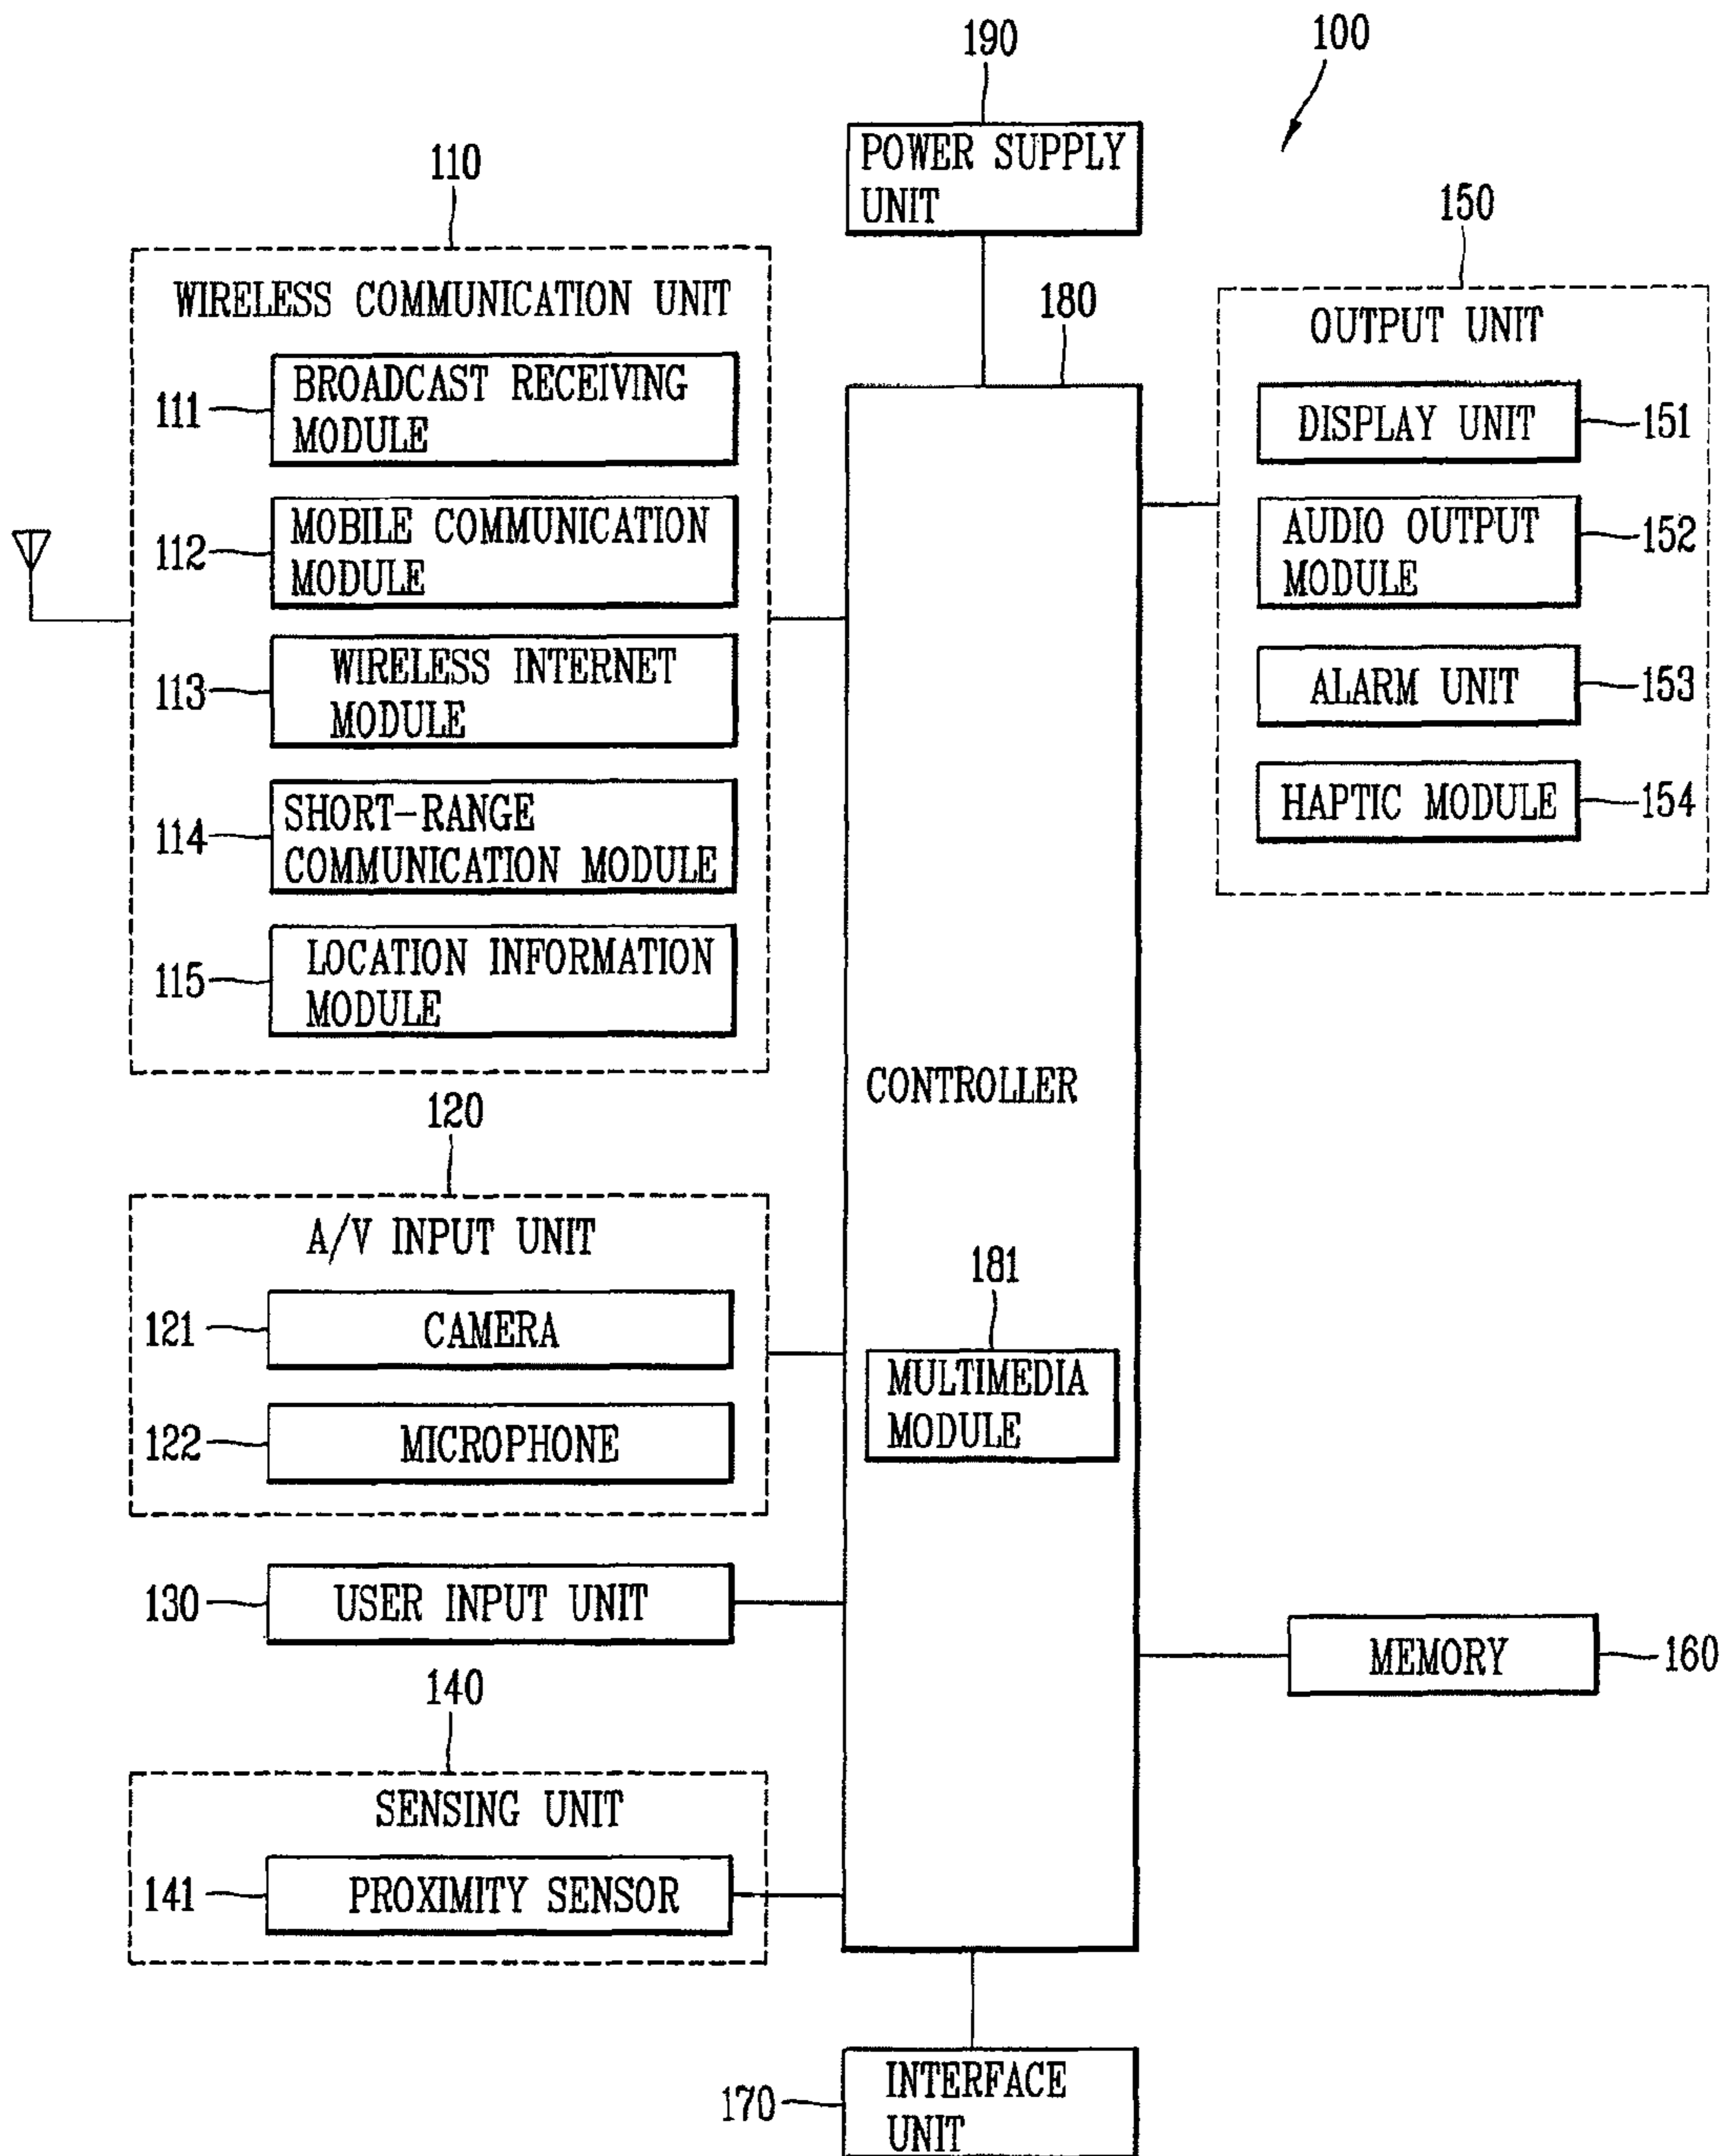 100
190
POWER SUPPLY
UNIT
110
WIRELESS COMMUNICATION UNIT
111
BROADCAST RECEIVING
MODULE
112
MOBILE COMMUNICATION
MODULE
113
WIRELESS INTERNET
MODULE
114
SHORT-RANGE
COMMUNICATION MODULE
115
LOCATION INFORMATION
MODULE
120
A/V INPUT UNIT
121
CAMERA
122
MICROPHONE
130
USER INPUT UNIT
140
SENSING UNIT
141
PROXIMITY SENSOR
180
CONTROLLER
181
MULTIMEDIA
MODULE
150
OUTPUT UNIT
DISPLAY UNIT
151
AUDIO OUTPUT
MODULE
152
ALARM UNIT
153
HAPTIC MODULE
154
MEMORY
160
170
INTERFACE
UNIT